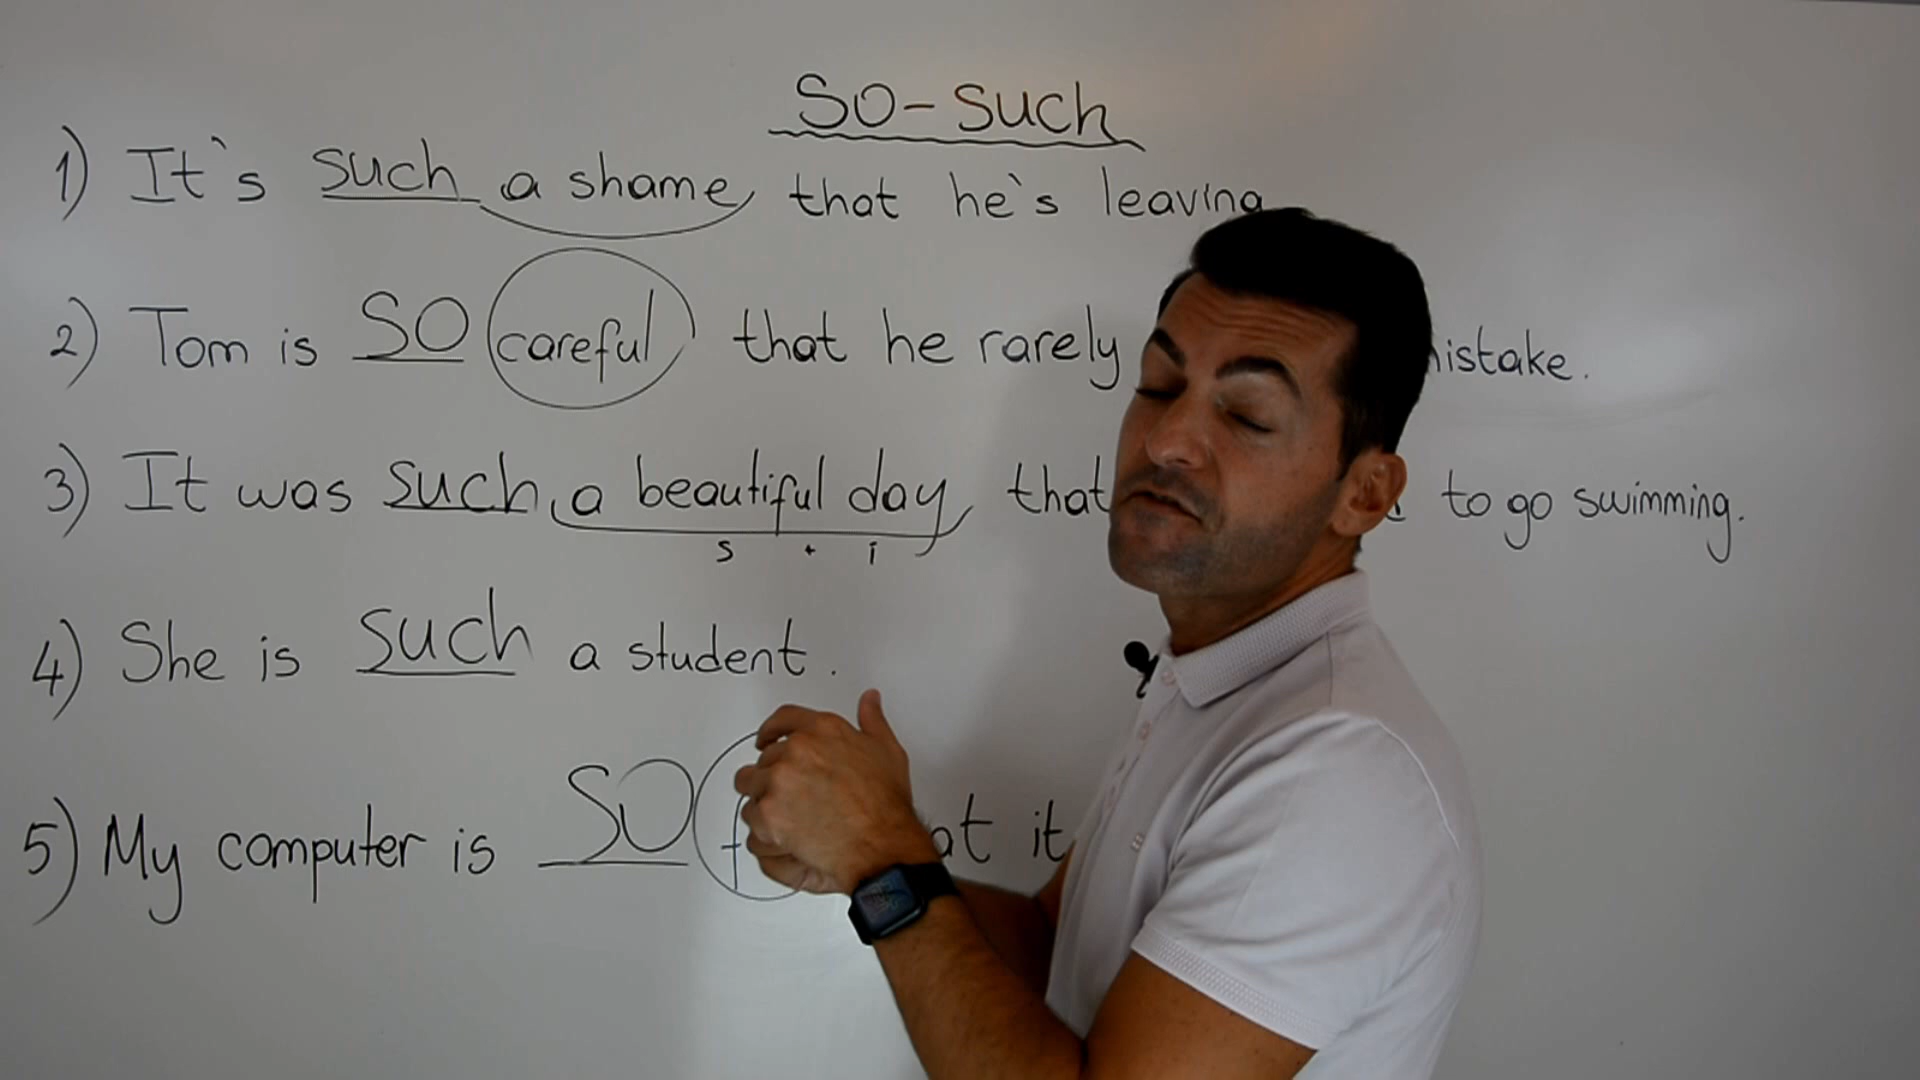 SO - SUCH
1) It's such a shame that he's leaving
2) Tom is SO careful that he rarely mistake.
3) It was such a beautiful day that to go swimming.
s + i
4) She is such a student.
5) My computer is SO it